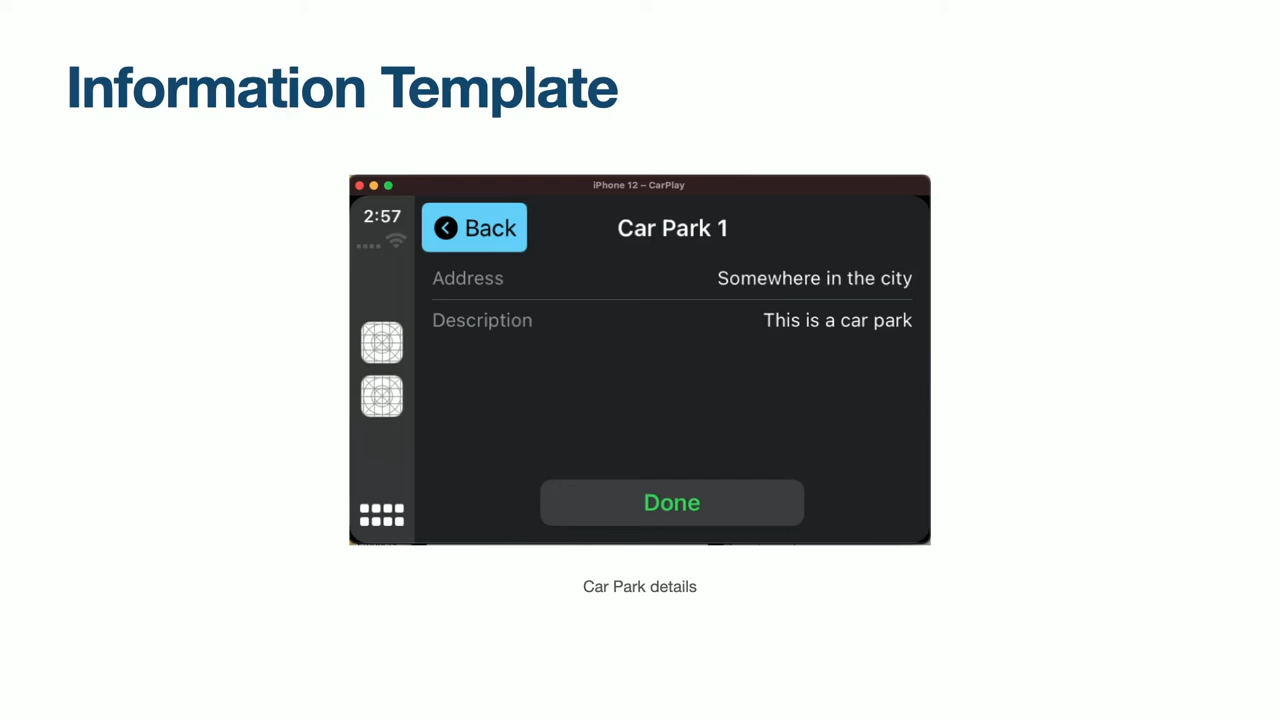 Information Template
iPhone 12 – CarPlay
2:57
Back
Car Park 1
Address
Somewhere in the city
Description
This is a car park
Done
Car Park details